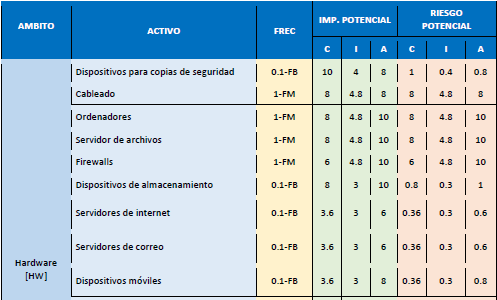 AMBITO ACTIVO FREC IMP. POTENCIAL RIESGO POTENCIAL
C I A C I A
Dispositivos para copias de seguridad 0.1-FB 10 4 8 1 0.4 0.8
Cableado 1-FM 8 4.8 8 8 4.8 8
Ordenadores 1-FM 8 4.8 10 8 4.8 10
Servidor de archivos 1-FM 8 4.8 10 8 4.8 10
Firewalls 1-FM 6 4.8 10 6 4.8 10
Dispositivos de almacenamiento 0.1-FB 8 3 10 0.8 0.3 1
Servidores de internet 0.1-FB 3.6 3 6 0.36 0.3 0.6
Servidores de correo 0.1-FB 3.6 3 6 0.36 0.3 0.6
Hardware
[HW]
Dispositivos móviles 0.1-FB 3.6 3 8 0.36 0.3 0.8